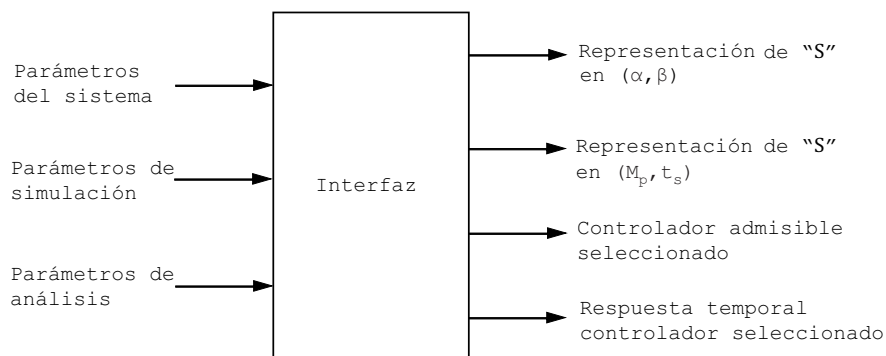 Parámetros
del sistema
Parámetros de
simulación
Parámetros de
análisis
Interfaz
Representación de “S”
en (α,β)
Representación de “S”
en (Mp,ts)
Controlador admisible
seleccionado
Respuesta temporal
controlador seleccionado